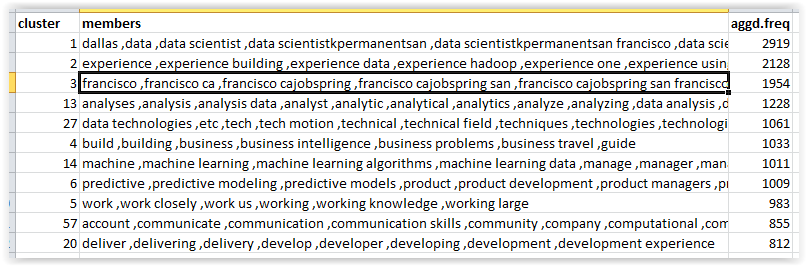 cluster members aggd.freq
1 dallas ,data ,data scientist ,data scientistkpermanentsan ,data scientistkpermanentsan francisco ,data scie 2919
2 experience ,experience building ,experience data ,experience hadoop ,experience one ,experience usin 2128
3 francisco ,francisco ca ,francisco cajobspring ,francisco cajobspring san ,francisco cajobspring san francisco 1954
13 analyses ,analysis ,analysis data ,analyst ,analytic ,analytical ,analytics ,analyze ,analyzing ,data analysis ,d 1228
27 data technologies ,etc ,tech ,tech motion ,technical ,technical field ,techniques ,technologies ,technologi 1061
4 build ,building ,business ,business intelligence ,business problems ,business travel ,guide 1033
14 machine ,machine learning ,machine learning algorithms ,machine learning data ,manage ,manager ,man 1011
6 predictive ,predictive modeling ,predictive models ,product ,product development ,product managers ,p 1009
5 work ,work closely ,work us ,working ,working knowledge ,working large 983
57 account ,communicate ,communication ,communication skills ,community ,company ,computational ,com 855
20 deliver ,delivering ,delivery ,develop ,developer ,developing ,development ,development experience 812